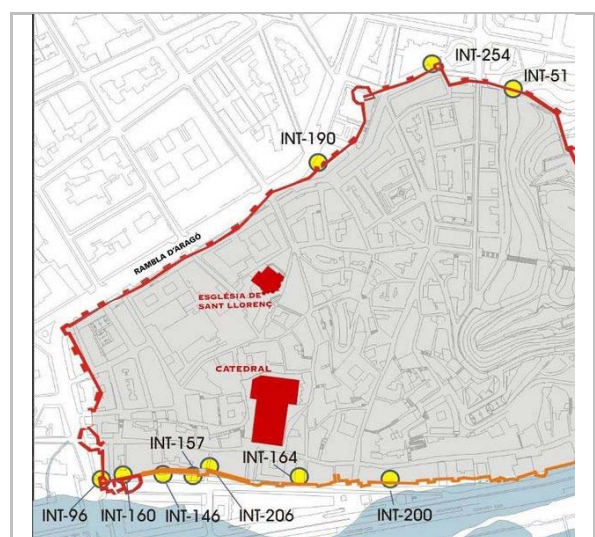 INT-254
INT-51
INT-190
RAMBLA D'ARAGÓ
ESGLÉSIA DE
SANT LLORENÇ
CATEDRAL
INT-157
INT-164
INT-96
INT-160
INT-146
INT-206
INT-200